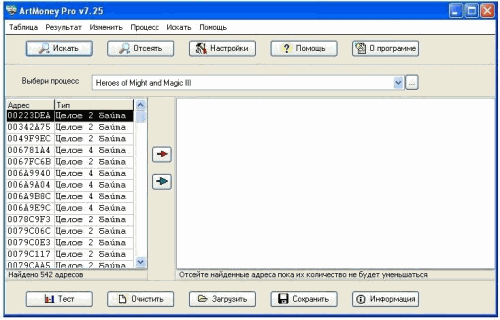 ArtMoney Pro v7.25
Таблица Результат Изменить Процесс Искать Помощь
Искать Отсеять Настройки ? Помощь О программе
Выбери процесс Heroes of Might and Magic III ...
Адрес Тип
00223DEA Целое 2 байта
00342A75 Целое 2 байта
0049F9EC Целое 2 байта
006781A4 Целое 4 байта
0067FC6B Целое 2 байта
006A9940 Целое 4 байта
006A9A04 Целое 4 байта
006A9B8C Целое 4 байта
006A9E9C Целое 4 байта
0078C9F3 Целое 2 байта
0079C06C Целое 2 байта
0079C0E3 Целое 2 байта
0079C117 Целое 2 байта
0079CAA5 Целое 2 байта
Найдено 542 адресов Отсейте найденные адреса пока их количество не будет уменьшаться
Тест Очистить Загрузить Сохранить Информация